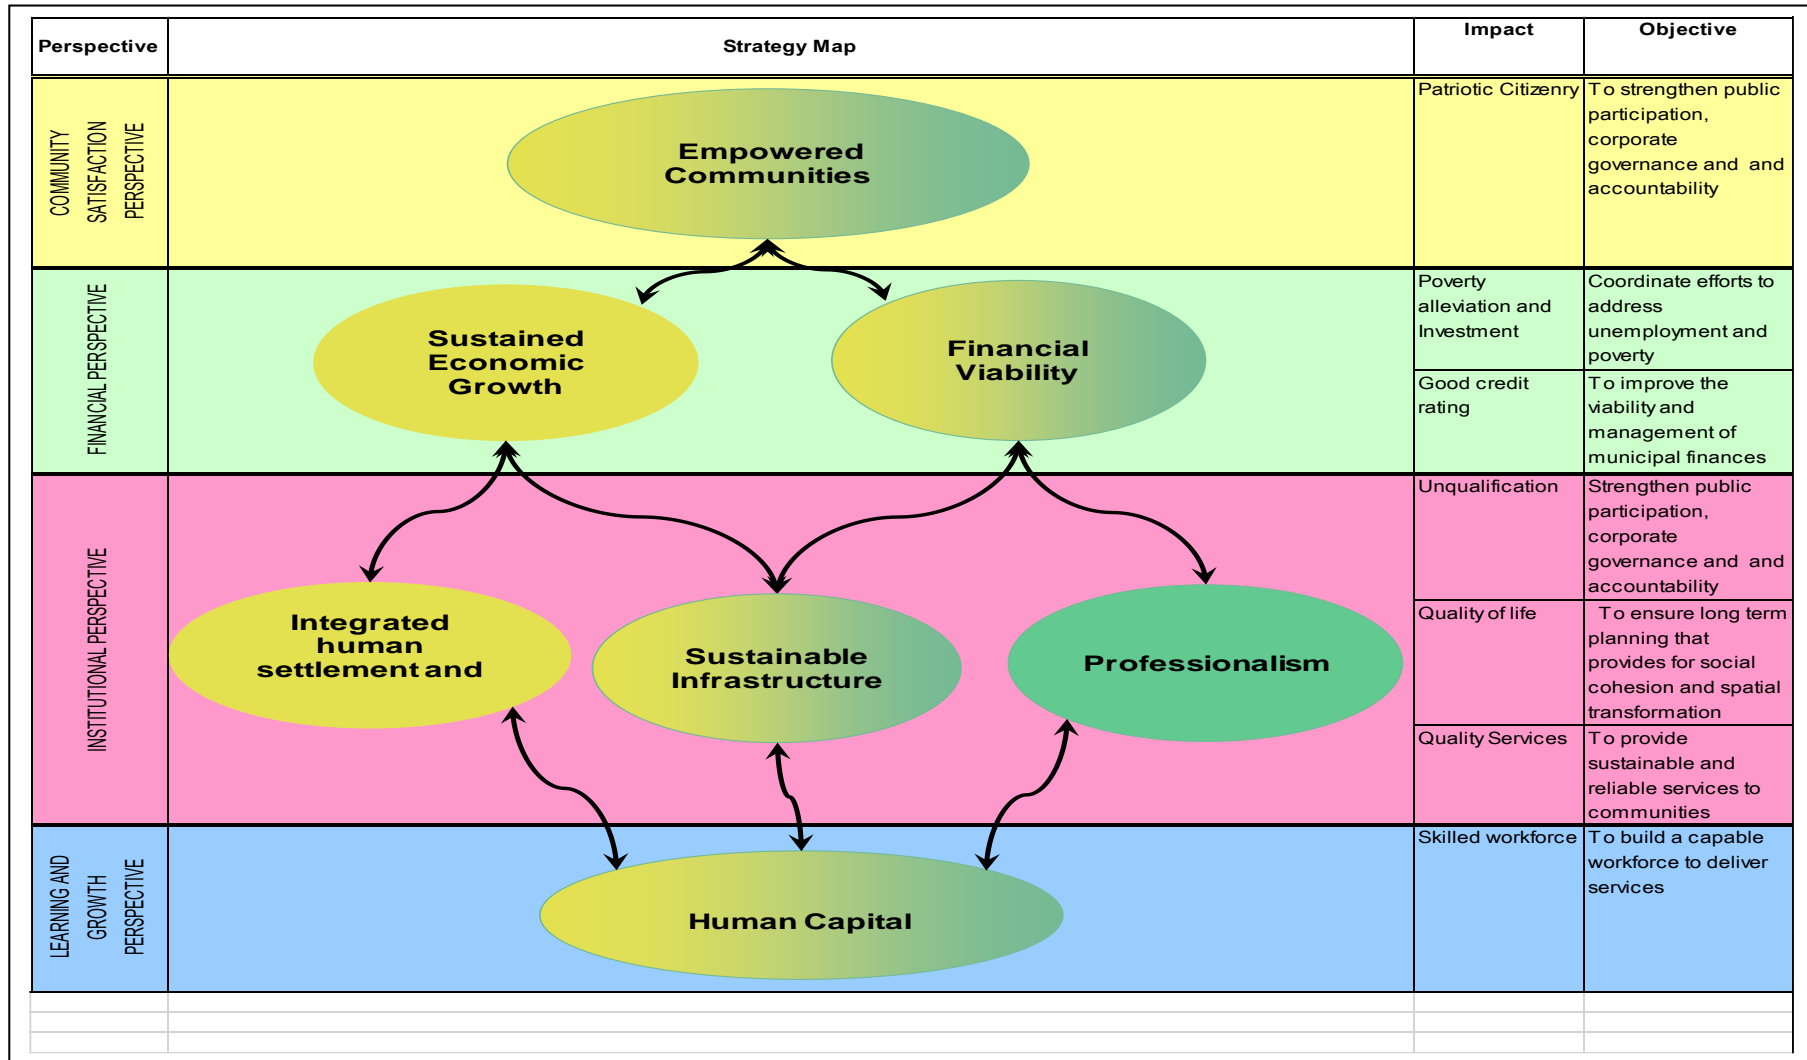 Perspective
Strategy Map
Impact
Objective
COMMUNITY
SATISFACTION
PERSPECTIVE
Empowered
Communities
Patriotic Citizenry
To strengthen public
participation,
corporate
governance and and
accountability
FINANCIAL PERSPECTIVE
Sustained
Economic
Growth
Financial
Viability
Poverty
alleviation and
Investment
Coordinate efforts to
address
unemployment and
poverty
Good credit
rating
To improve the
viability and
management of
municipal finances
INSTITUTIONAL PERSPECTIVE
Integrated
human
settlement and
Sustainable
Infrastructure
Professionalism
Unqualification
Strengthen public
participation,
corporate
governance and and
accountability
Quality of life
To ensure long term
planning that
provides for social
cohesion and spatial
transformation
Quality Services
To provide
sustainable and
reliable services to
communities
LEARNING AND
GROWTH
PERSPECTIVE
Human Capital
Skilled workforce
To build a capable
workforce to deliver
services